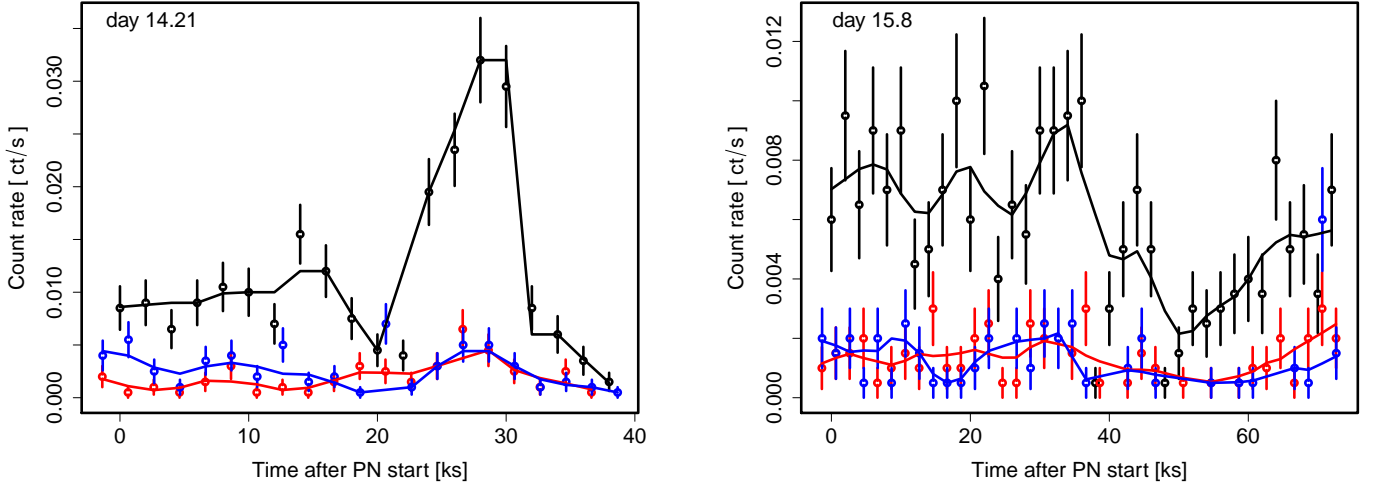 day 14.21
Count rate [ ct/s ]
0.000
0.010
0.020
0.030
0
10
20
30
40
Time after PN start [ks]
day 15.8
Count rate [ ct/s ]
0.000
0.004
0.008
0.012
0
20
40
60
Time after PN start [ks]